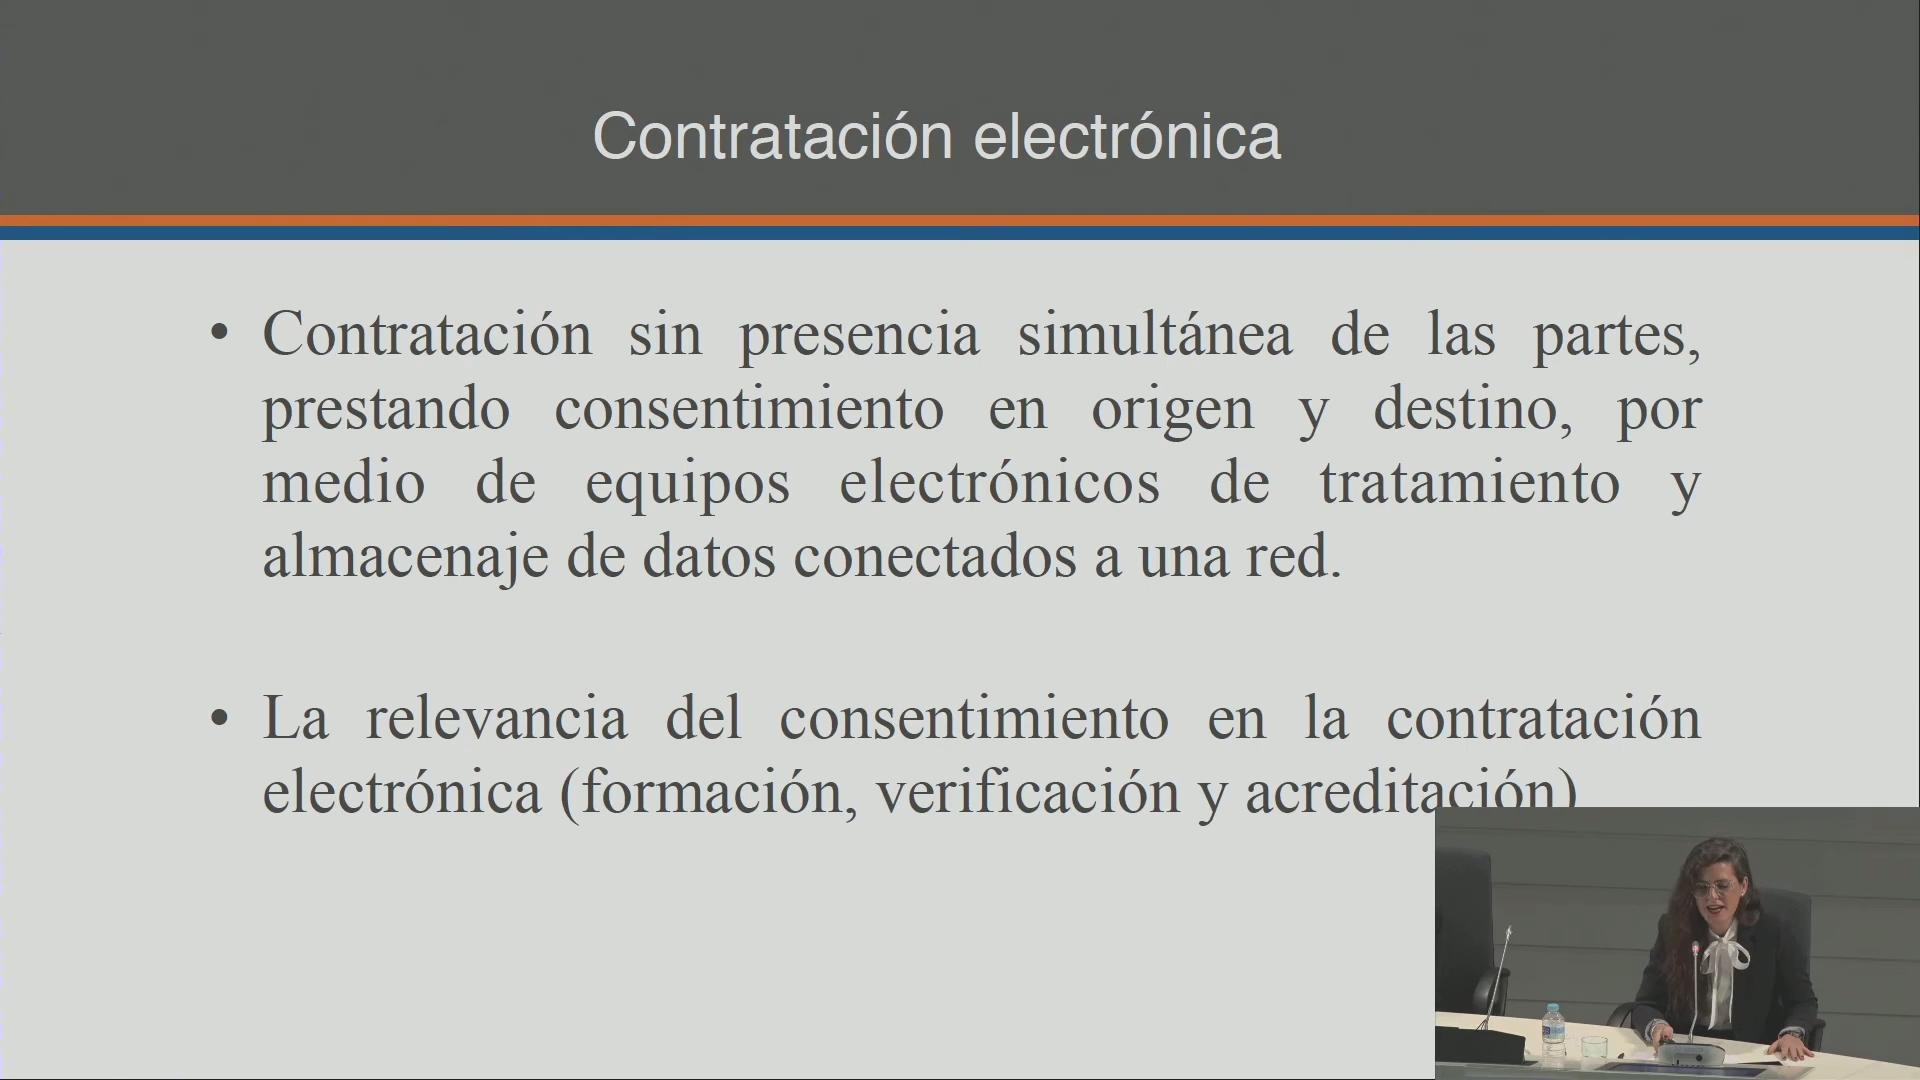 Contratación electrónica
• Contratación sin presencia simultánea de las partes,
prestando consentimiento en origen y destino, por
medio de equipos electrónicos de tratamiento y
almacenaje de datos conectados a una red.
• La relevancia del consentimiento en la contratación
electrónica (formación, verificación y acreditación)